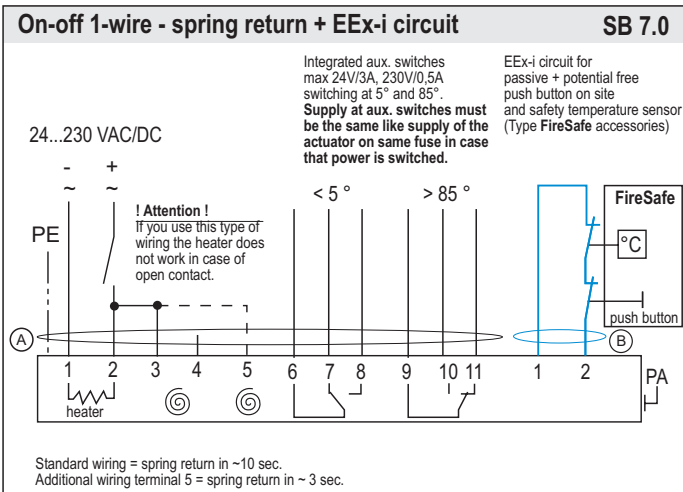 On-off 1-wire - spring return + EEx-i circuit
SB 7.0
Integrated aux. switches
max 24V/3A, 230V/0,5A
switching at 5° and 85°.
Supply at aux. switches must
be the same like supply of the
actuator on same fuse in case
that power is switched.
EEx-i circuit for
passive + potential free
push button on site
and safety temperature sensor
(Type FireSafe accessories)
24...230 VAC/DC
- +
~ ~
! Attention !
If you use this type of
wiring the heater does
not work in case of
open contact.
< 5 °
> 85 °
FireSafe
°C
push button
PE
A
B
1 2 3 4 5 6 7 8 9 10 11 1 2
PA
heater
Standard wiring = spring return in ~10 sec.
Additional wiring terminal 5 = spring return in ~ 3 sec.